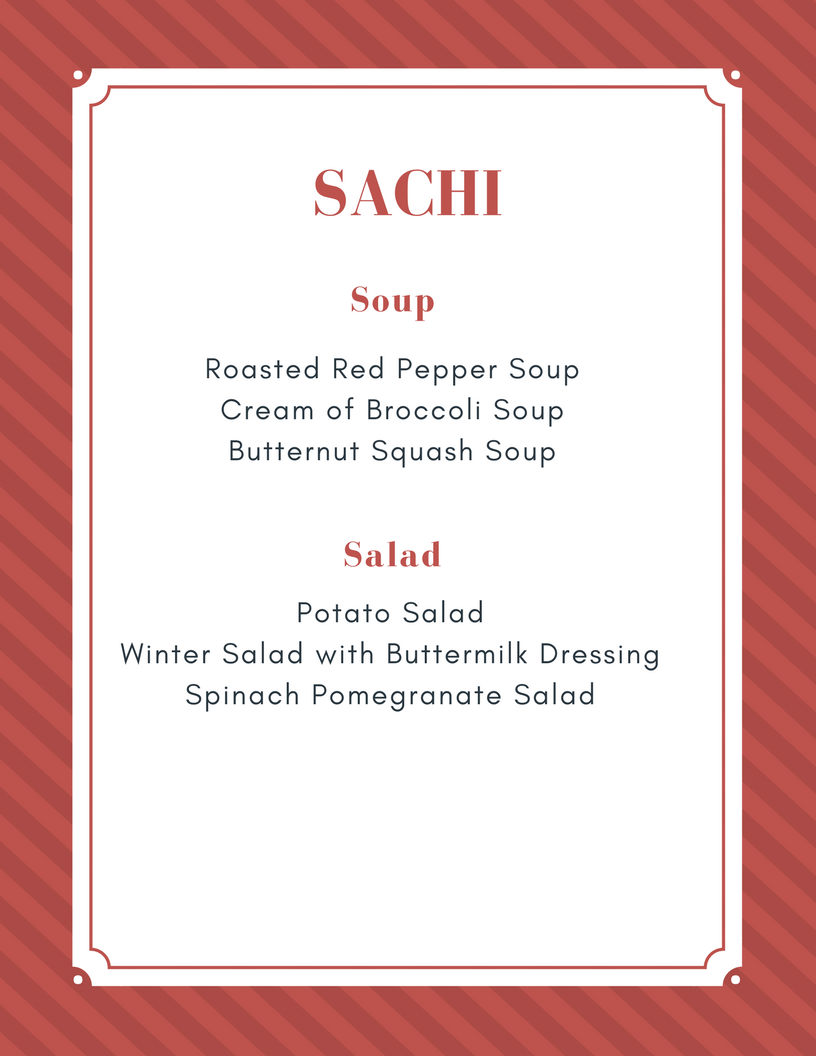 SACHI
Soup
Roasted Red Pepper Soup
Cream of Broccoli Soup
Butternut Squash Soup
Salad
Potato Salad
Winter Salad with Buttermilk Dressing
Spinach Pomegranate Salad